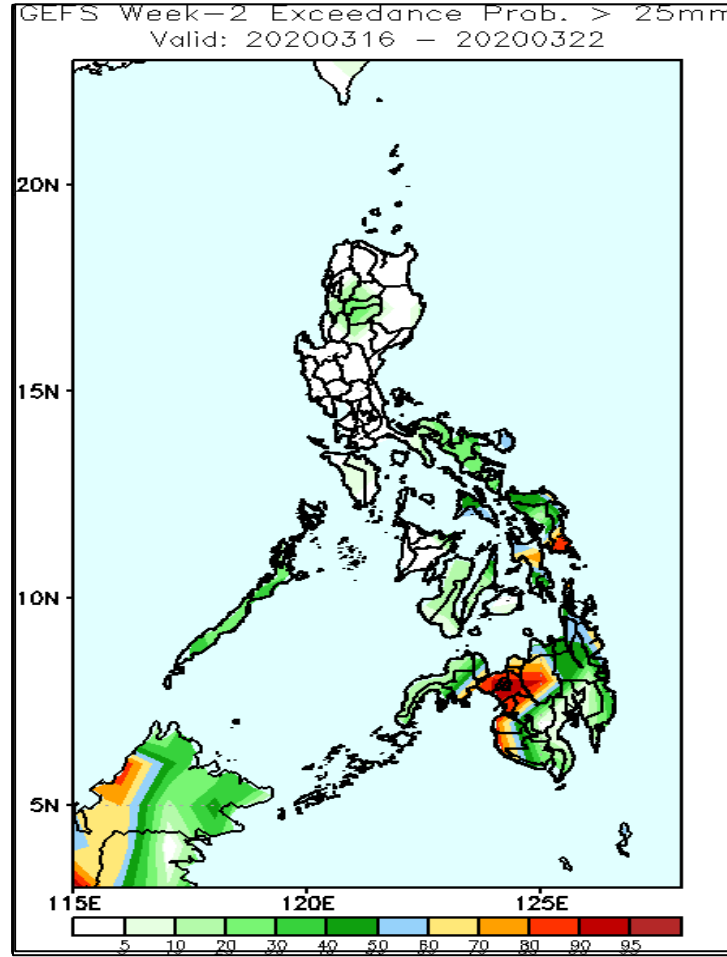 GEFS Week-2 Exceedance Prob. > 25mm
Valid: 20200316 - 20200322
20N
15N
10N
5N
115E 120E 125E
5 10 20 30 40 50 60 70 80 90 95